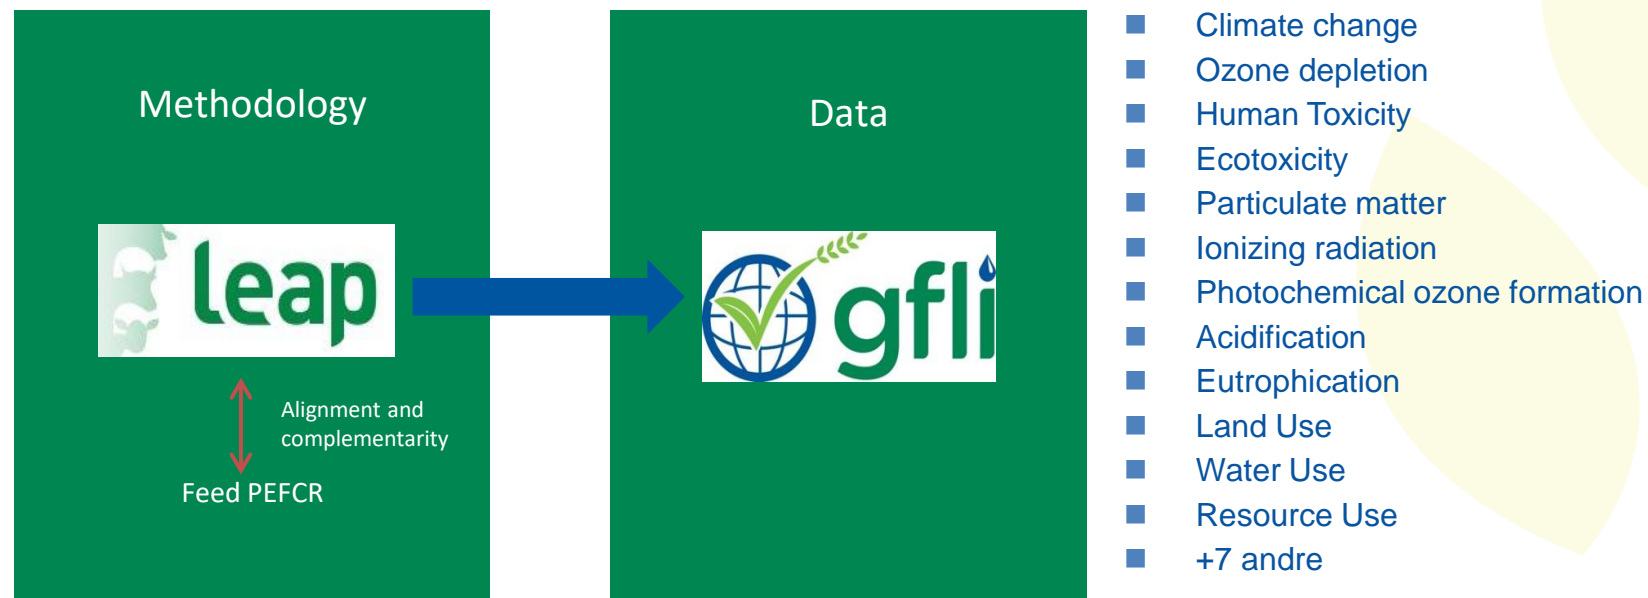 Methodology
leap
Alignment and
complementarity
Feed PEFCR
Data
gfli
Climate change
Ozone depletion
Human Toxicity
Ecotoxicity
Particulate matter
Ionizing radiation
Photochemical ozone formation
Acidification
Eutrophication
Land Use
Water Use
Resource Use
+7 andre